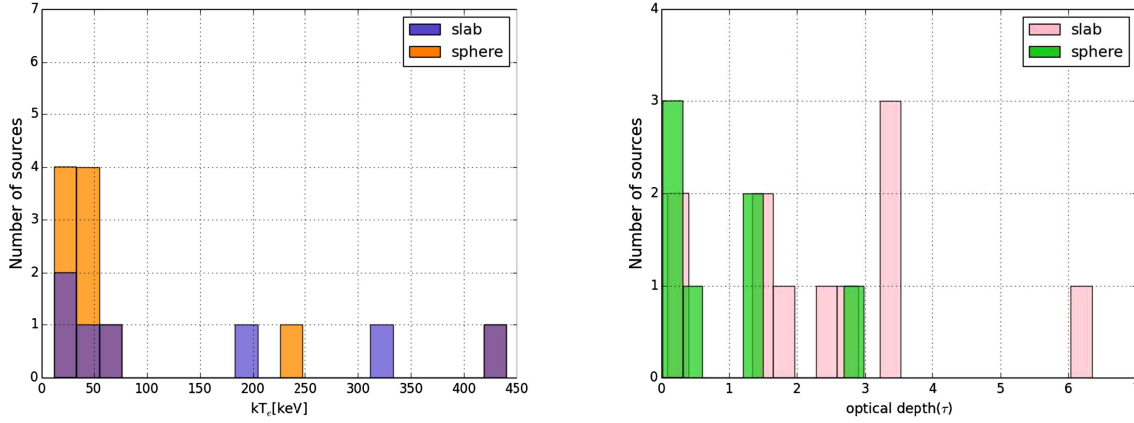 7
6
5
4
3
2
1
0
Number of sources
slab
sphere
0 50 100 150 200 250 300 350 400 450
kTₑ[keV]
4
3
2
1
0
Number of sources
slab
sphere
0 1 2 3 4 5 6
optical depth(τ)